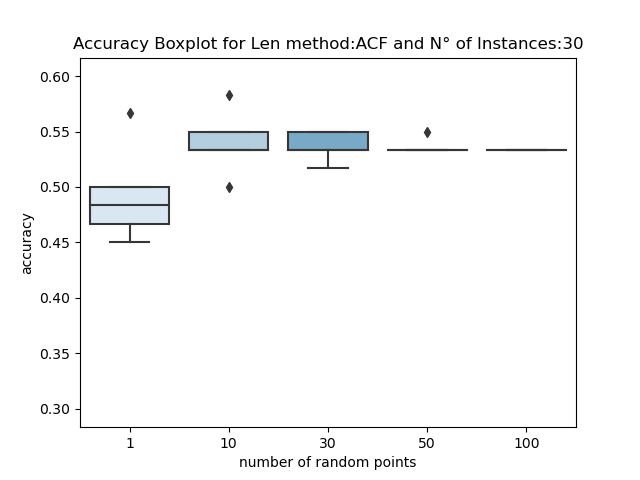 Accuracy Boxplot for Len method:ACF and N° of Instances:30
0.60
0.55
0.50
0.45
0.40
0.35
0.30
accuracy
1 10 30 50 100
number of random points